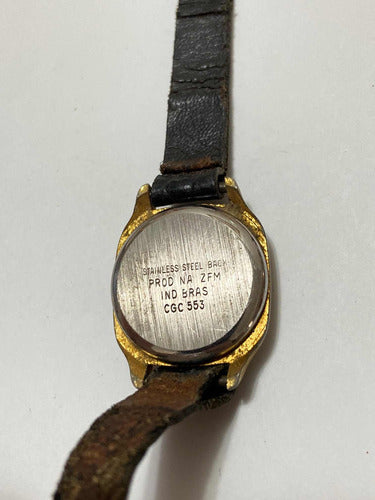 STAINLESS STEEL BACK
PROD NA ZFM
IND BRAS
CGC 553